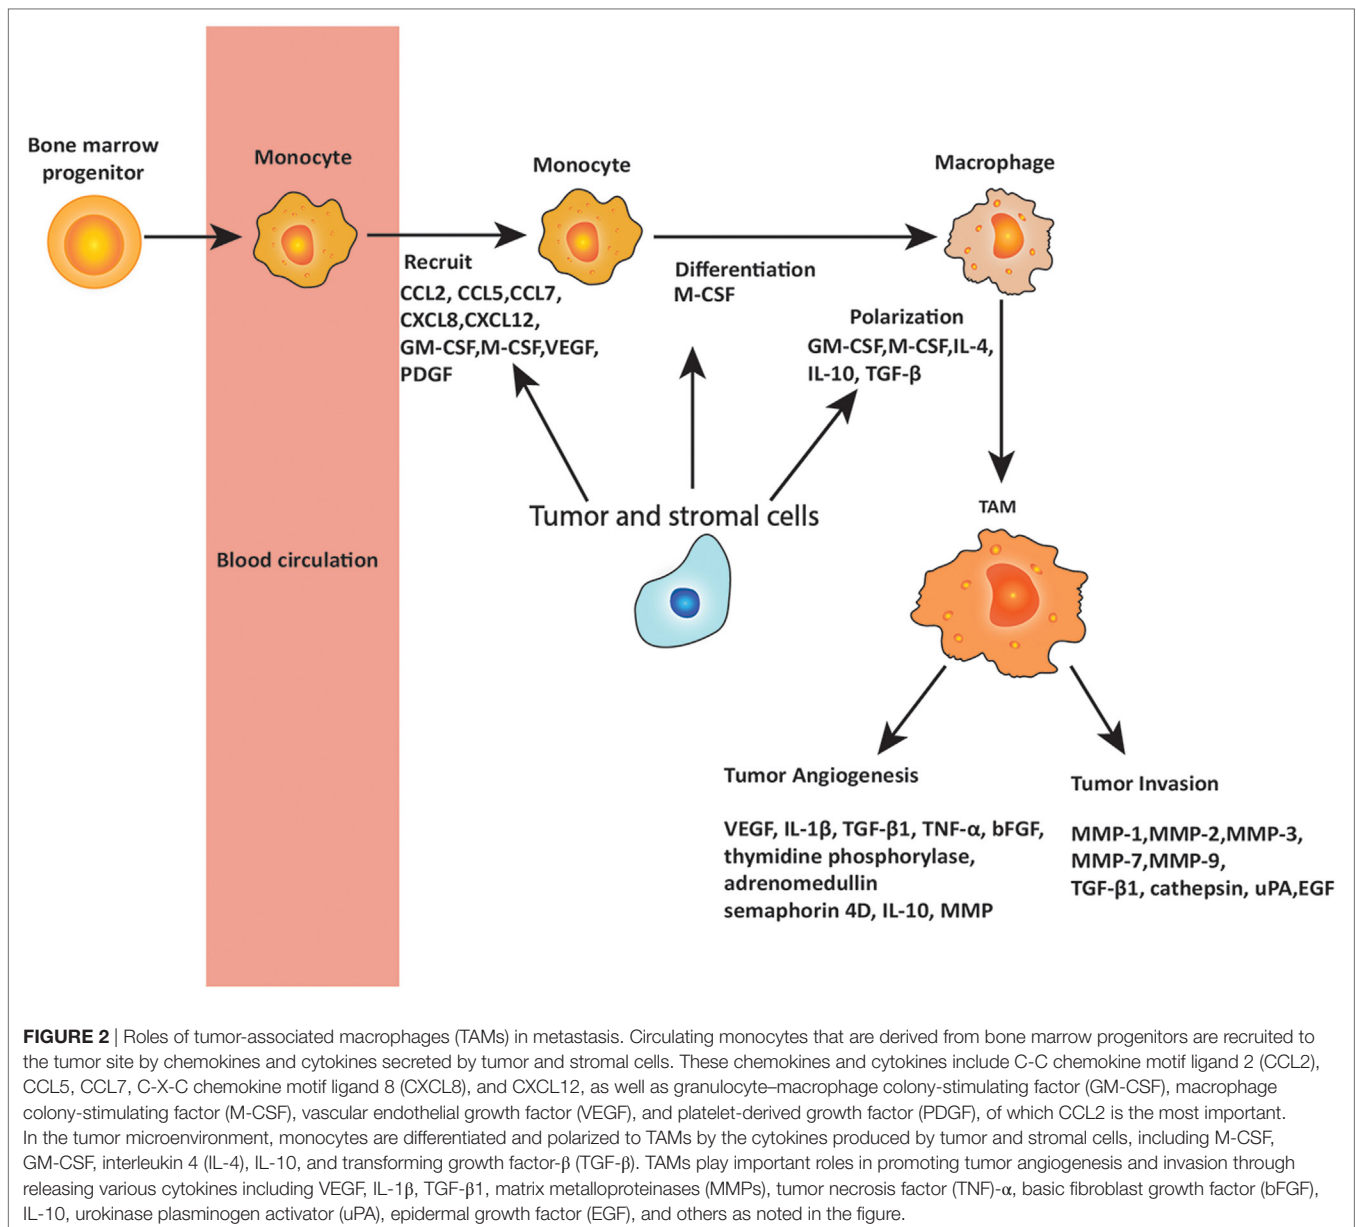 Bone marrow
progenitor
Monocyte
Monocyte
Macrophage
Recruit
CCL2, CCL5,CCL7,
CXCL8,CXCL12,
GM-CSF,M-CSF,VEGF,
PDGF
Differentiation
M-CSF
Polarization
GM-CSF,M-CSF,IL-4,
IL-10, TGF-β
Tumor and stromal cells
TAM
Blood circulation
Tumor Angiogenesis
VEGF, IL-1β, TGF-β1, TNF-α, bFGF,
thymidine phosphorylase,
adrenomedullin
semaphorin 4D, IL-10, MMP
Tumor Invasion
MMP-1,MMP-2,MMP-3,
MMP-7,MMP-9,
TGF-β1, cathepsin, uPA,EGF
FIGURE 2 | Roles of tumor-associated macrophages (TAMs) in metastasis. Circulating monocytes that are derived from bone marrow progenitors are recruited to
the tumor site by chemokines and cytokines secreted by tumor and stromal cells. These chemokines and cytokines include C-C chemokine motif ligand 2 (CCL2),
CCL5, CCL7, C-X-C chemokine motif ligand 8 (CXCL8), and CXCL12, as well as granulocyte–macrophage colony-stimulating factor (GM-CSF), macrophage
colony-stimulating factor (M-CSF), vascular endothelial growth factor (VEGF), and platelet-derived growth factor (PDGF), of which CCL2 is the most important.
In the tumor microenvironment, monocytes are differentiated and polarized to TAMs by the cytokines produced by tumor and stromal cells, including M-CSF,
GM-CSF, interleukin 4 (IL-4), IL-10, and transforming growth factor-β (TGF-β). TAMs play important roles in promoting tumor angiogenesis and invasion through
releasing various cytokines including VEGF, IL-1β, TGF-β1, matrix metalloproteinases (MMPs), tumor necrosis factor (TNF)-α, basic fibroblast growth factor (bFGF),
IL-10, urokinase plasminogen activator (uPA), epidermal growth factor (EGF), and others as noted in the figure.